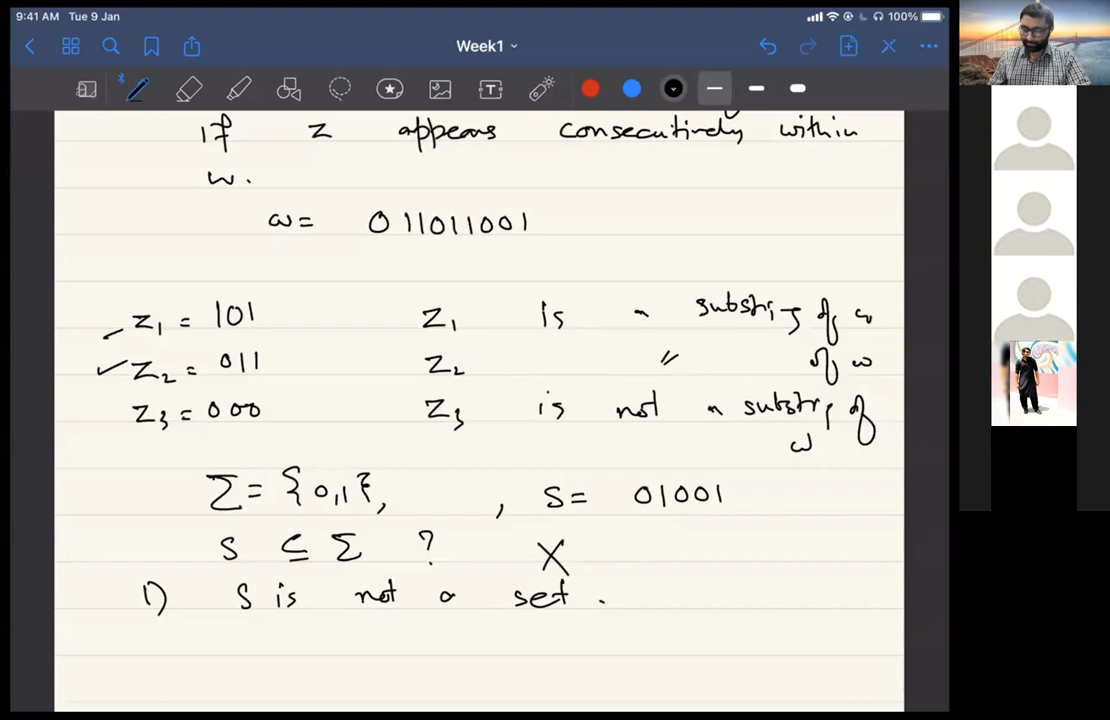 9:41 AM Tue 9 Jan
100%
Week1
T
If z appears consecutively within
w.
ω = 011011001
z1 = 101 z1 is a substring of w
z2 = 011 z2 " of w
z3 = 000 z3 is not a substrig of
ω
Σ = {0,1}, , S = 01001
S ⊆ Σ ? X
1) S is not a set.